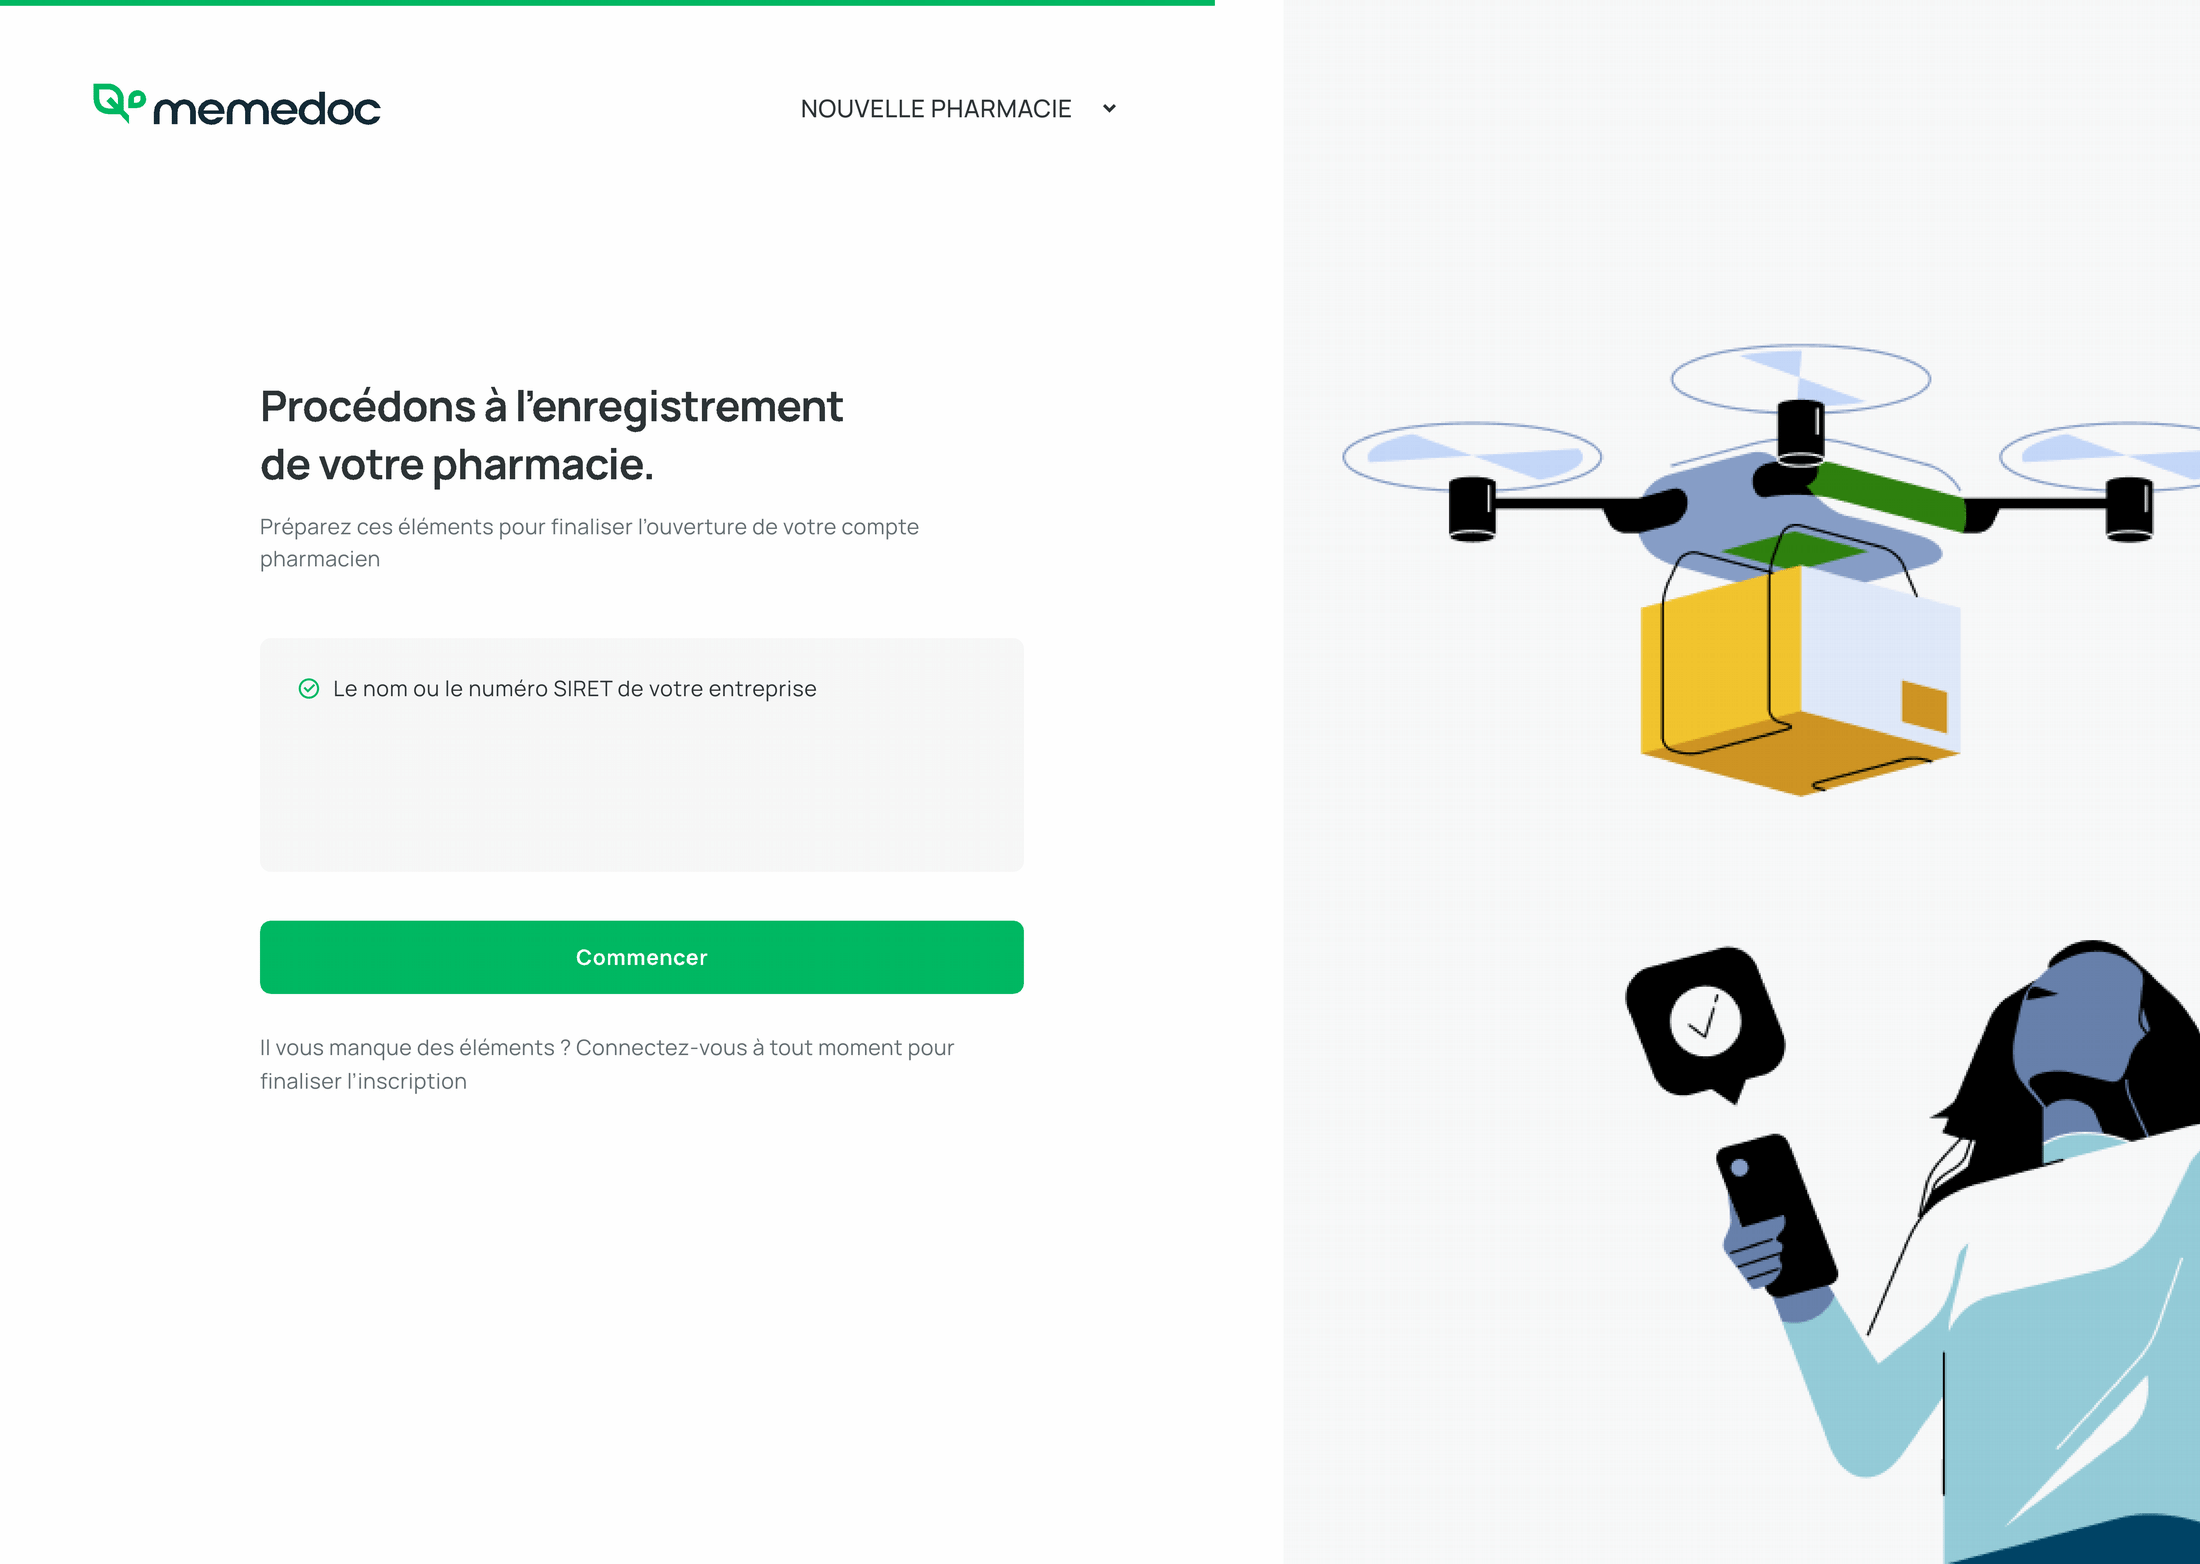 memedoc
NOUVELLE PHARMACIE
Procédons à l’enregistrement
de votre pharmacie.
Préparez ces éléments pour finaliser l’ouverture de votre compte
pharmacien
Le nom ou le numéro SIRET de votre entreprise
Commencer
Il vous manque des éléments ? Connectez-vous à tout moment pour
finaliser l’inscription